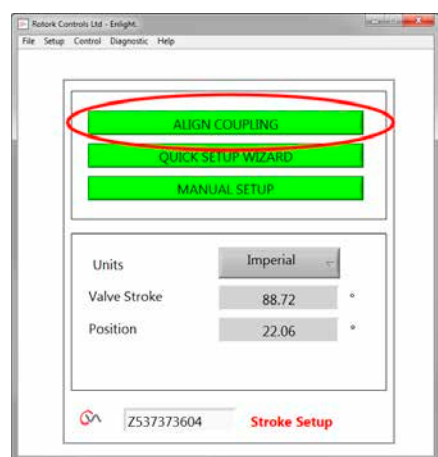 Rotork Controls Ltd - Enlight.
File Setup Control Diagnostic Help
ALIGN COUPLING
QUICK SETUP WIZARD
MANUAL SETUP
Units Imperial
Valve Stroke 88.72 °
Position 22.06 °
Z537373604 Stroke Setup